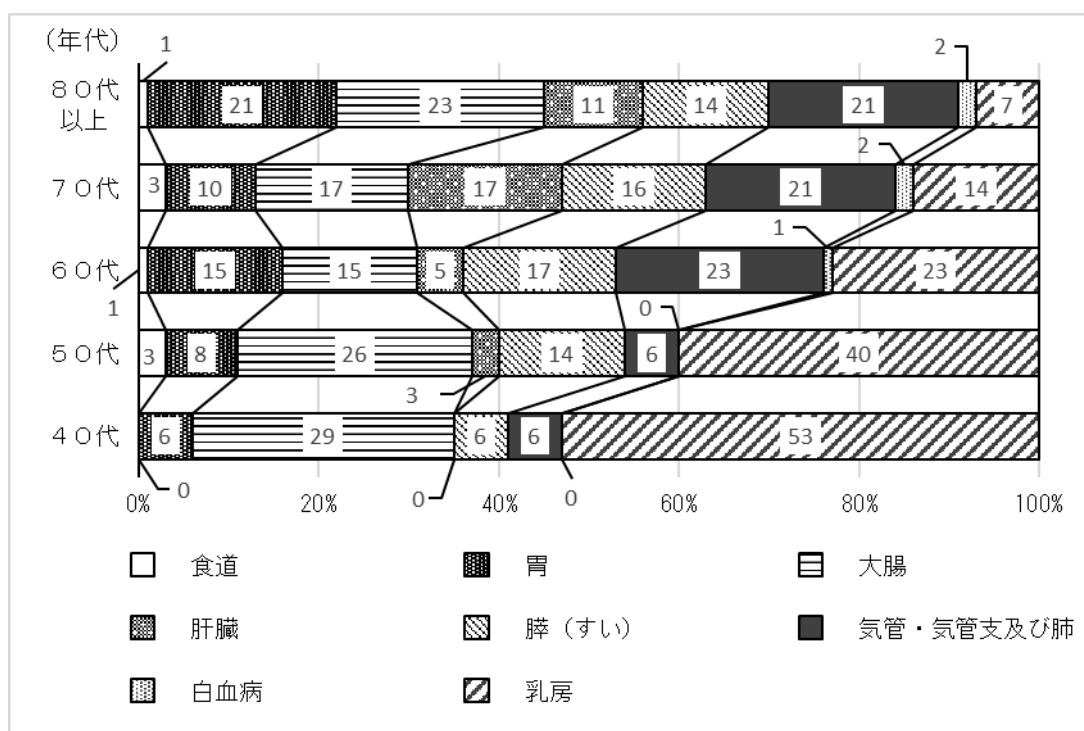 (年代)
1
2
80代
以上
21 23 11 14 21 7
2
70代
3 10 17 17 16 21 14
1
60代
15 15 5 17 23 23
1
0
50代
3 8 26 14 6 40
3
40代
6 29 6 6 53
0 0 0
0% 20% 40% 60% 80% 100%
食道 胃 大腸
肝臓 膵(すい) 気管・気管支及び肺
白血病 乳房